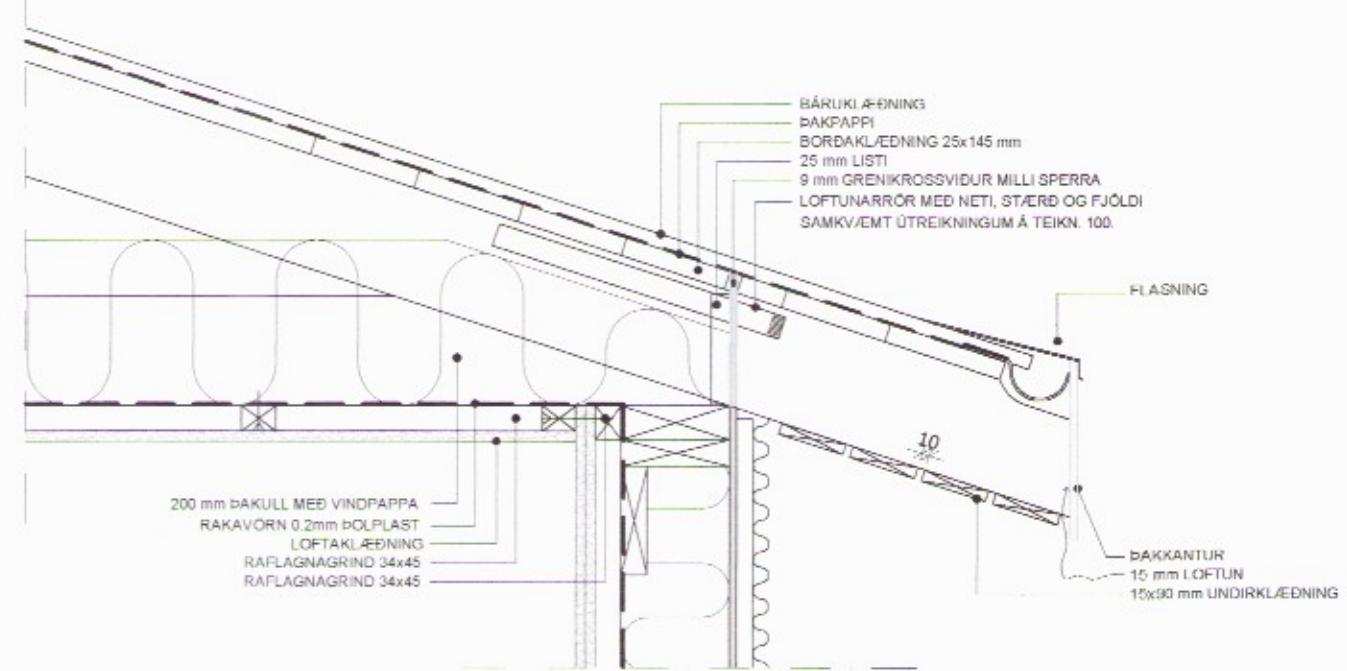 BÁRUKLÆÐNING
ÞAKPAPPI
BORÐAKLÆÐNING 25x145 mm
25 mm LISTI
9 mm GRENIKROSSVIÐUR MILLI SPERRA
LOFTUNARRÖR MEÐ NETI, STÆRÐ OG FJÖLDI
SAMKVÆMT ÚTREIKNINGUM Á TEIKN. 100.
FLASNING
10
200 mm ÞAKULL MEÐ VINDPAPPA
RAKAVÖRN 0.2mm ÞOLPLAST
LOFTAKLÆÐNING
RAFLAGNAGRIND 34x45
RAFLAGNAGRIND 34x45
ÞAKKANTUR
15 mm LOFTUN
15x90 mm UNDIRKLÆÐNING